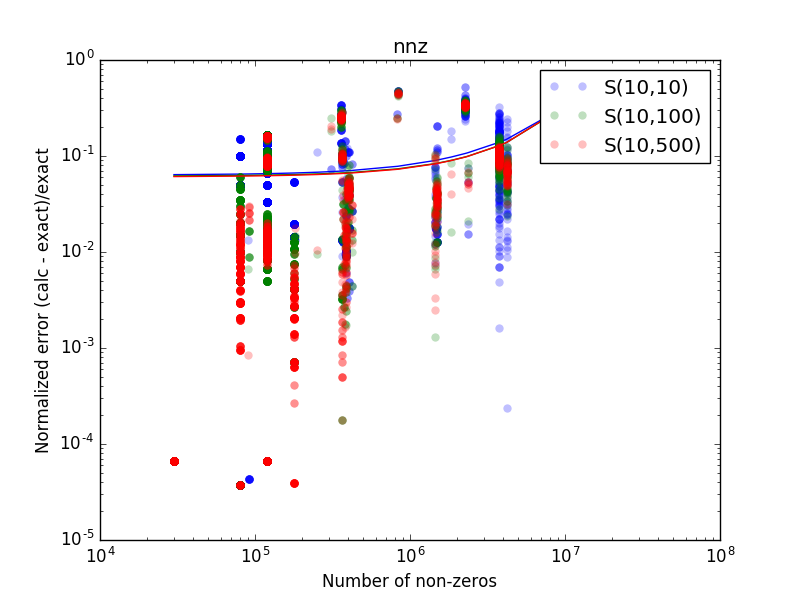 nnz
10^0
10^-1
10^-2
10^-3
10^-4
10^-5
Normalized error (calc - exact)/exact
S(10,10)
S(10,100)
S(10,500)
10^4 10^5 10^6 10^7 10^8
Number of non-zeros